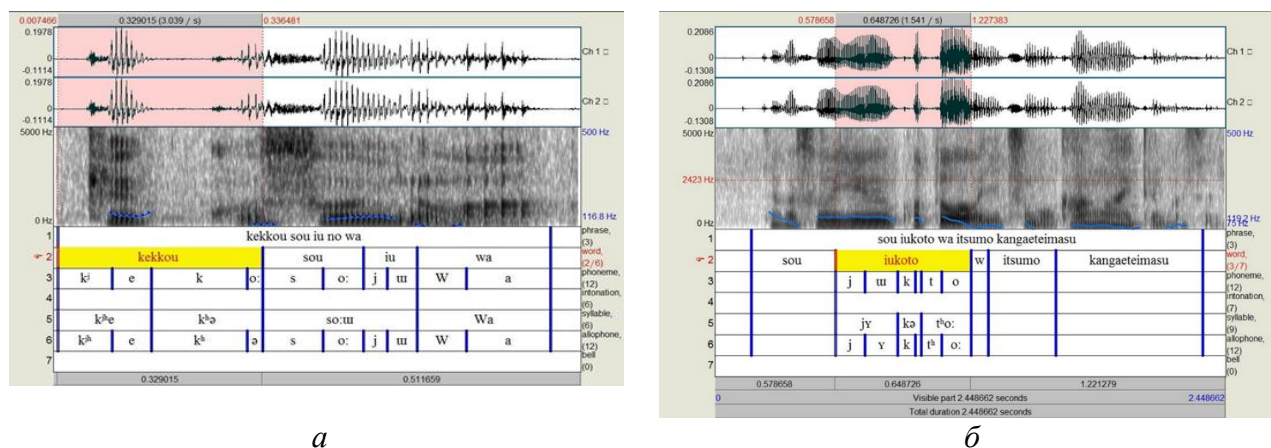 0.007466 0.329015 (3.039 / s) 0.336481
0.1978
0
-0.1114
Ch 1
0.1978
0
-0.1114
Ch 2
5000 Hz 500 Hz
0 Hz 116.8 Hz
1 kekkou sou iu no wa phrase, (3)
2 kekkou sou iu wa word, (2/6)
3 kʲ e k o: s o: j ɯ W a phoneme, (12)
4 intonation, (6)
5 kʲʰe kʰə so:ɯ Wa syllable, (6)
6 kʲʰ e kʰ ə s o: j ɯ W a allophone, (12)
7 bell (0)
0.329015 0.511659
а
0.578658 0.648726 (1.541 / s) 1.227383
0.2086
0
-0.1308
Ch 1
0.2086
0
-0.1308
Ch 2
5000 Hz 500 Hz
2423 Hz
0 Hz 119.2 Hz
75 Hz
1 sou iukoto wa itsumo kangaeteimasu phrase, (3)
2 sou iukoto w itsumo kangaeteimasu word, (3/7)
3 j ɯ k t o phoneme, (12)
4 intonation, (7)
5 jʏ kə tʰo: syllable, (9)
6 j ʏ k tʰ o: allophone, (12)
7 bell (0)
0.578658 0.648726 1.221279
0 Visible part 2.448662 seconds 2.448662
Total duration 2.448662 seconds
б